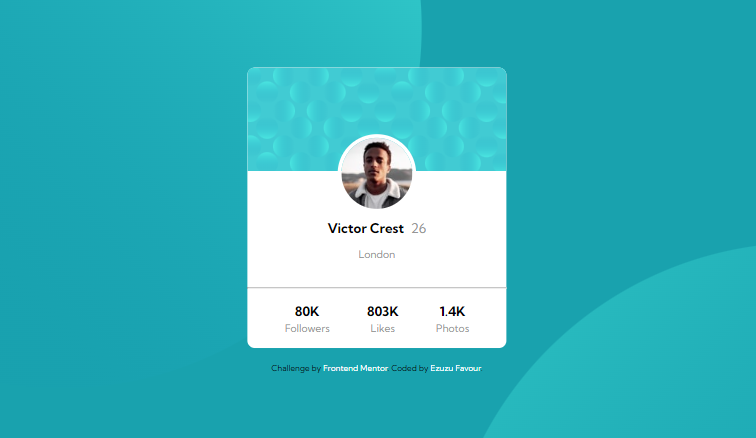 Victor Crest 26
London
80K 803K 1.4K
Followers Likes Photos
Challenge by Frontend Mentor Coded by Ezuzu Favour